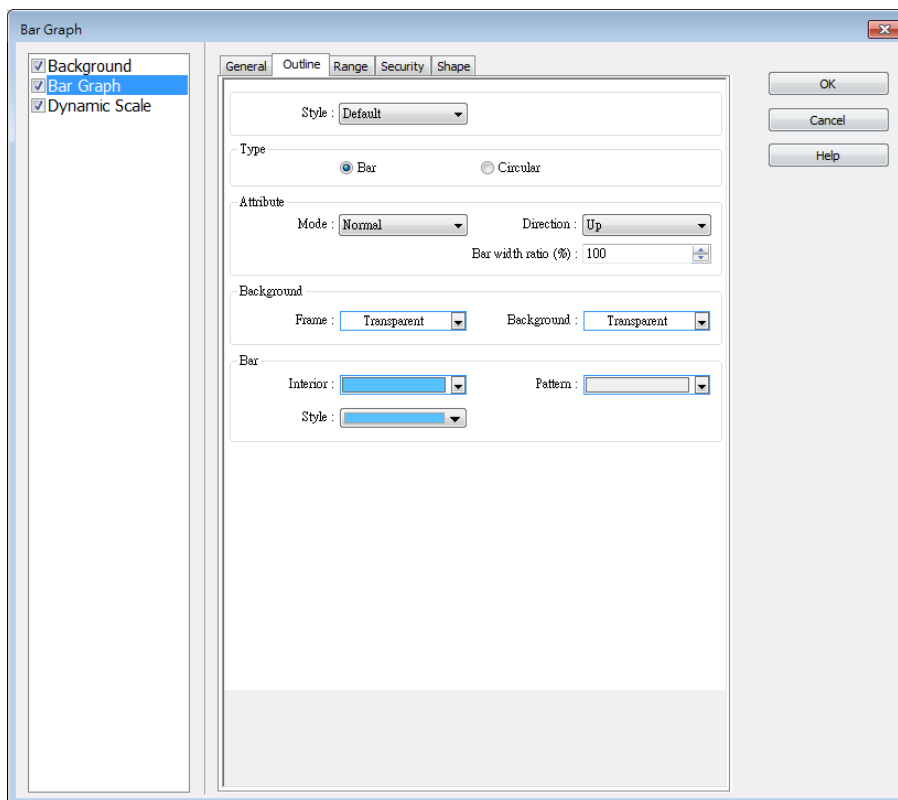 Bar Graph
Background
Bar Graph
Dynamic Scale
General Outline Range Security Shape
Style : Default
Type
Bar Circular
Attribute
Mode : Normal Direction : Up
Bar width ratio (%) : 100
Background
Frame : Transparent Background : Transparent
Bar
Interior : Pattern :
Style :
OK
Cancel
Help